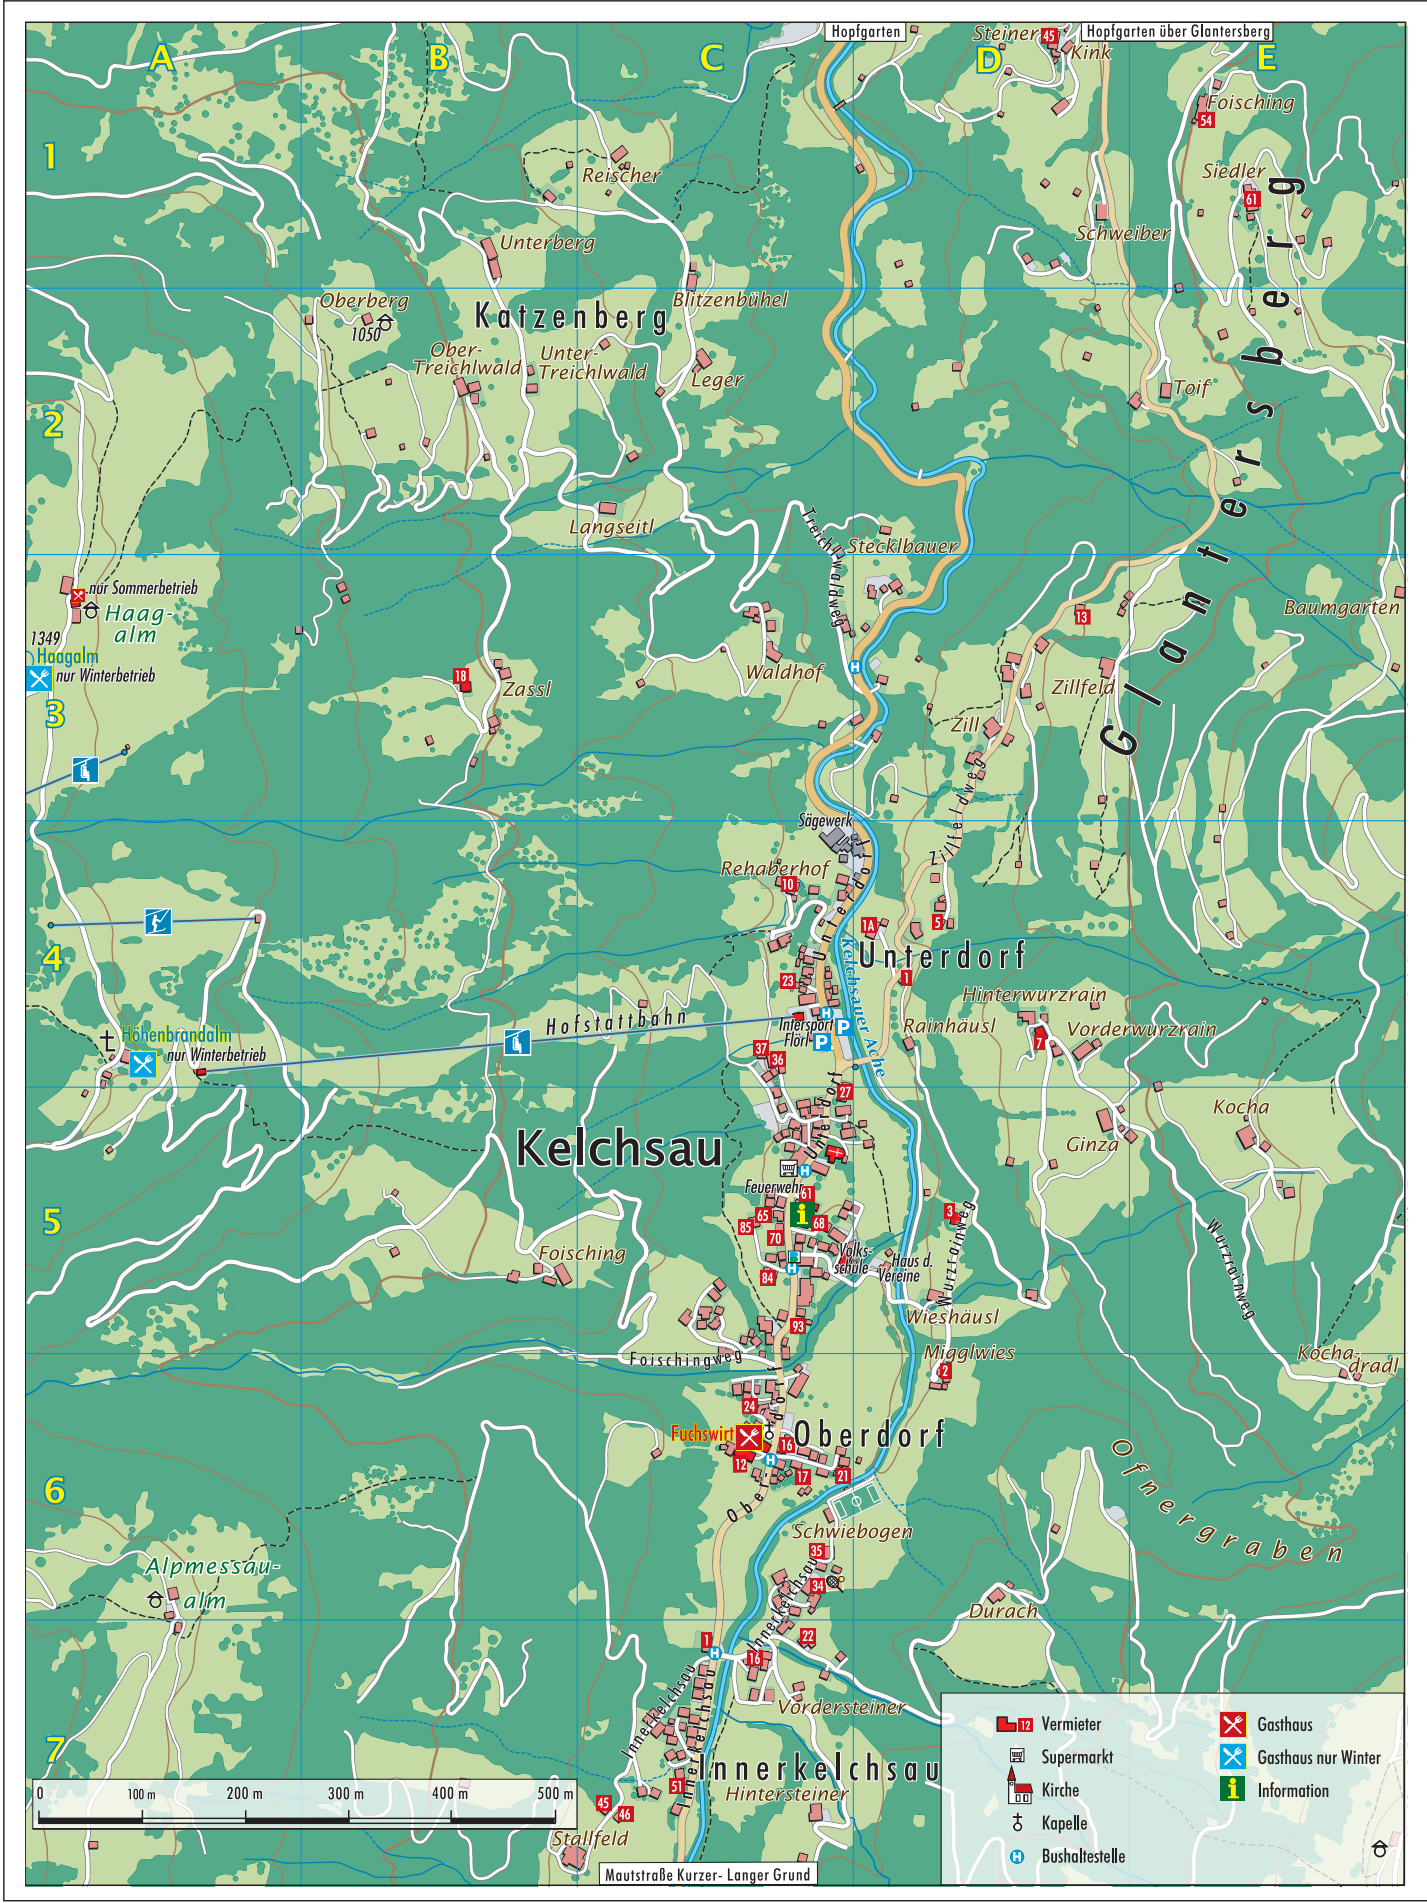 Hopfgarten
Hopfgarten über Glantersberg
A
B
C
D
E
Steiner
45
Kink
Foisching
54
1
Reischer
Siedler
61
Schweiber
Unterberg
Oberberg
1050
Katzenberg
Blitzenbühel
Ober-
Treichlwald
Unter-
Treichlwald
Leger
Toif
Glantersberg
2
Langseitl
Treichlwaldweg
Stecklbauer
nur Sommerbetrieb
Haag-
alm
1349
Haagalm
nur Winterbetrieb
13
Baumgarten
3
18
Zassl
Waldhof
H
Zillfeld
Zill
Zillfeldweg
Sägewerk
Rehaberhof
10
Unterdorf
1A
5
4
Kelchsauer Ache
Unterdorf
23
1
Hinterwurzrain
Höhenbrandalm
nur Winterbetrieb
Hofstattbahn
H
P
Intersport
Flörl
P
Rainhäusl
7
Vorderwurzrain
37
36
27
Unterdorf
Kocha
Kelchsau
Ginza
H
Feuerwehr
61
5
65
85
i
68
70
3
Wurzrainweg
Wurzrainweg
Foisching
Volks-
schule
Haus d.
Vereine
H
84
Wieshäusl
93
Foischingweg
Migglwies
2
Kocha-
dradl
24
Fuchswirt
16
Oberdorf
12
H
17
21
6
Oberdorf
Ofnergraben
Schwiebogen
35
Alpmessau-
alm
34
Innerkelchsau
Durach
1
H
22
16
Innerkelchsau
Vordersteiner
7
Innerkelchsau
Innerkelchsau
51
Hintersteiner
45
46
Stallfeld
0
100 m
200 m
300 m
400 m
500 m
12
Vermieter
Supermarkt
Kirche
Kapelle
H
Bushaltestelle
Gasthaus
Gasthaus nur Winter
i
Information
Mautstraße Kurzer- Langer Grund